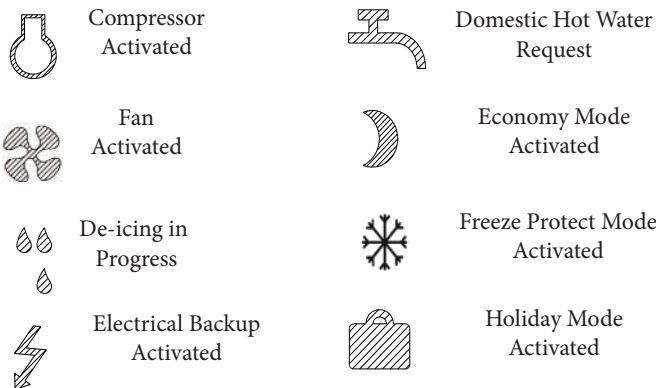 Compressor
Activated
Domestic Hot Water
Request
Fan
Activated
Economy Mode
Activated
De-icing in
Progress
Freeze Protect Mode
Activated
Electrical Backup
Activated
Holiday Mode
Activated